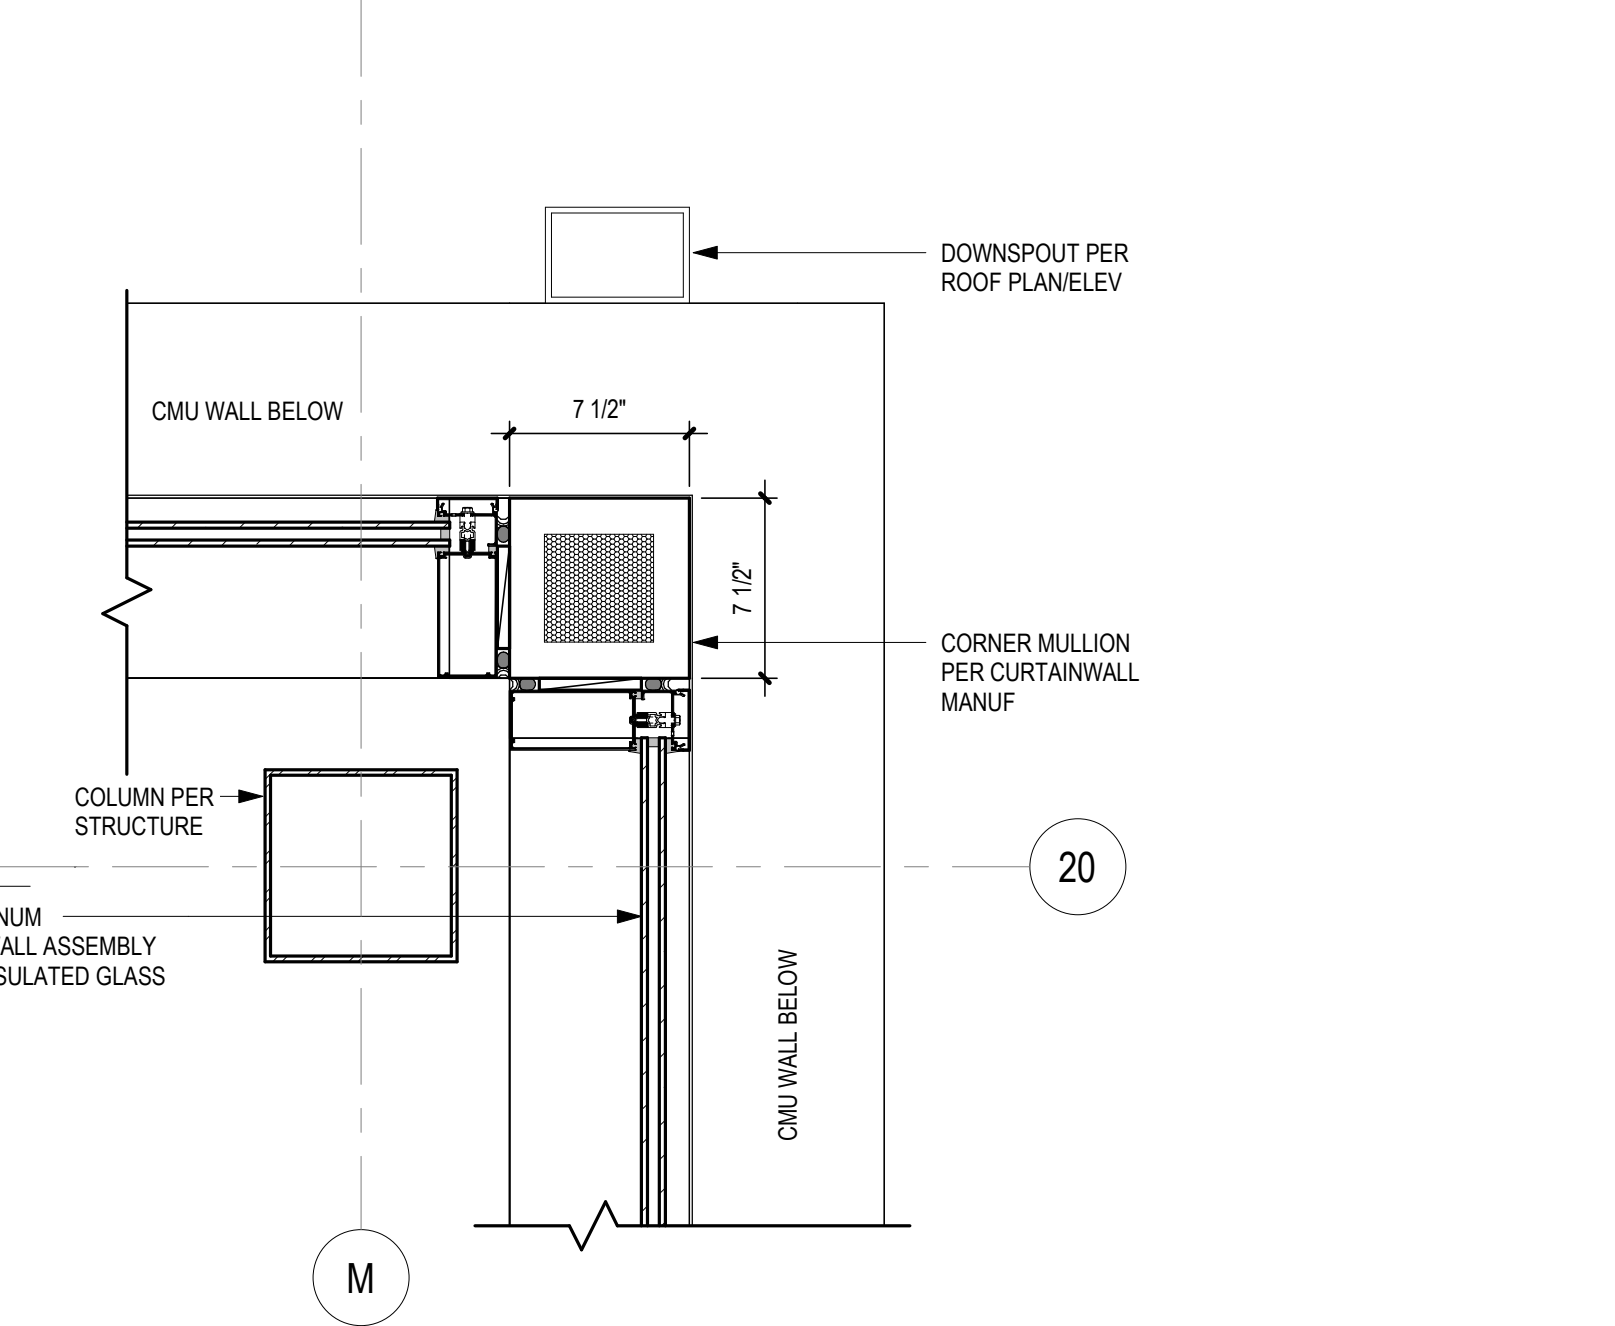 DOWNSPOUT PER
ROOF PLAN/ELEV
CMU WALL BELOW
7 1/2"
7 1/2"
CORNER MULLION
PER CURTAINWALL
MANUF
COLUMN PER
STRUCTURE
20
NUM
ALL ASSEMBLY
SULATED GLASS
CMU WALL BELOW
M